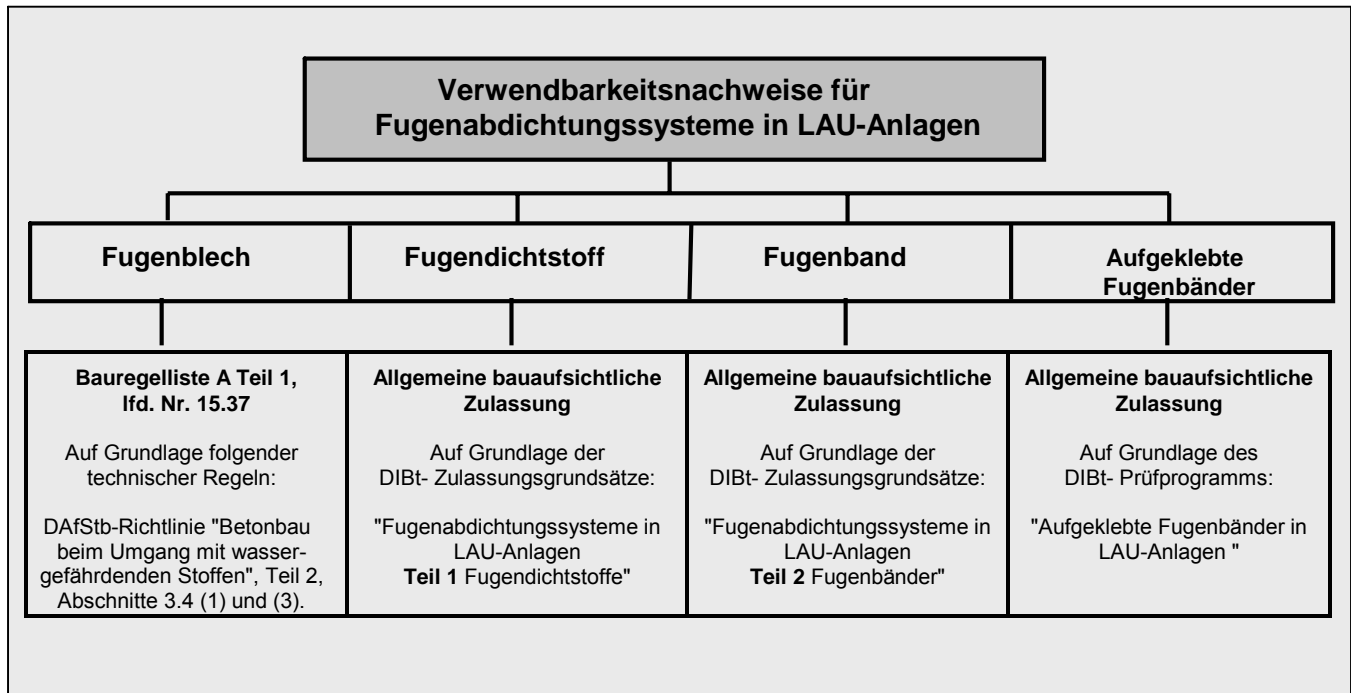 Verwendbarkeitsnachweise für
Fugenabdichtungssysteme in LAU-Anlagen
Fugenblech
Fugendichtstoff
Fugenband
Aufgeklebte
Fugenbänder
Bauregelliste A Teil 1,
lfd. Nr. 15.37
Auf Grundlage folgender
technischer Regeln:
DAfStb-Richtlinie "Betonbau
beim Umgang mit wasser-
gefährdenden Stoffen", Teil 2,
Abschnitte 3.4 (1) und (3).
Allgemeine bauaufsichtliche
Zulassung
Auf Grundlage der
DIBt- Zulassungsgrundsätze:
"Fugenabdichtungssysteme in
LAU-Anlagen
Teil 1 Fugendichtstoffe"
Allgemeine bauaufsichtliche
Zulassung
Auf Grundlage der
DIBt- Zulassungsgrundsätze:
"Fugenabdichtungssysteme in
LAU-Anlagen
Teil 2 Fugenbänder"
Allgemeine bauaufsichtliche
Zulassung
Auf Grundlage des
DIBt- Prüfprogramms:
"Aufgeklebte Fugenbänder in
LAU-Anlagen "